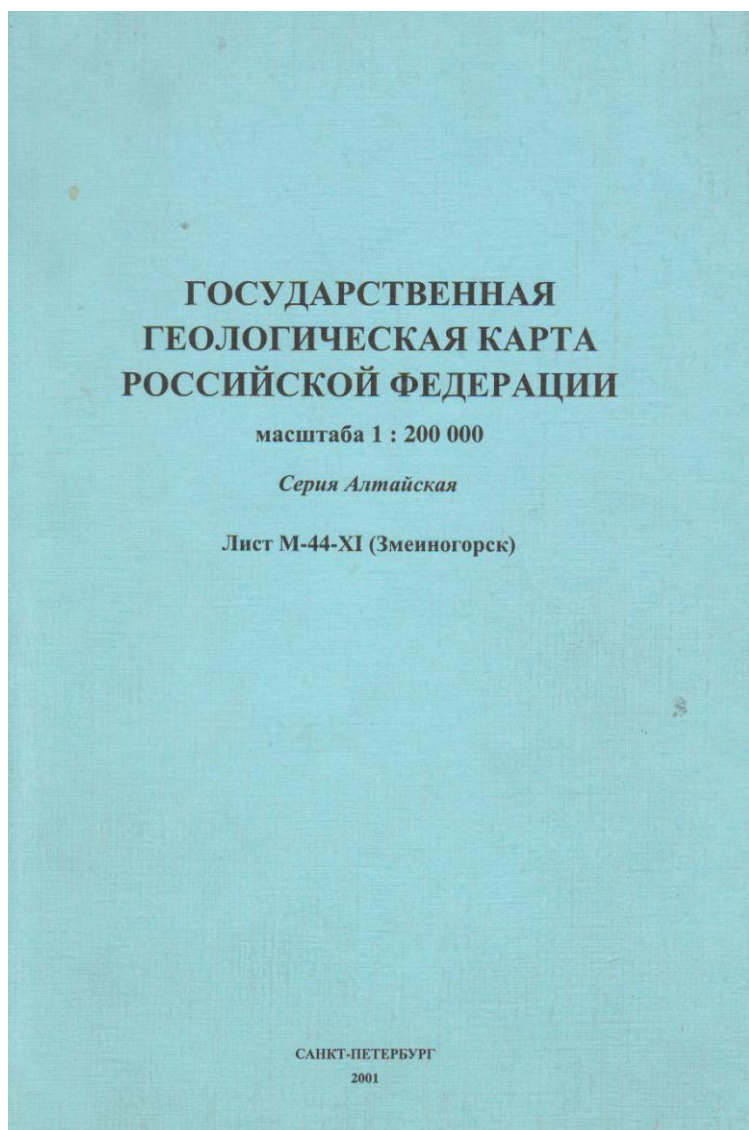 ГОСУДАРСТВЕННАЯ
ГЕОЛОГИЧЕСКАЯ КАРТА
РОССИЙСКОЙ ФЕДЕРАЦИИ
масштаба 1 : 200 000
Серия Алтайская
Лист М-44-XI (Змеиногорск)
САНКТ-ПЕТЕРБУРГ
2001